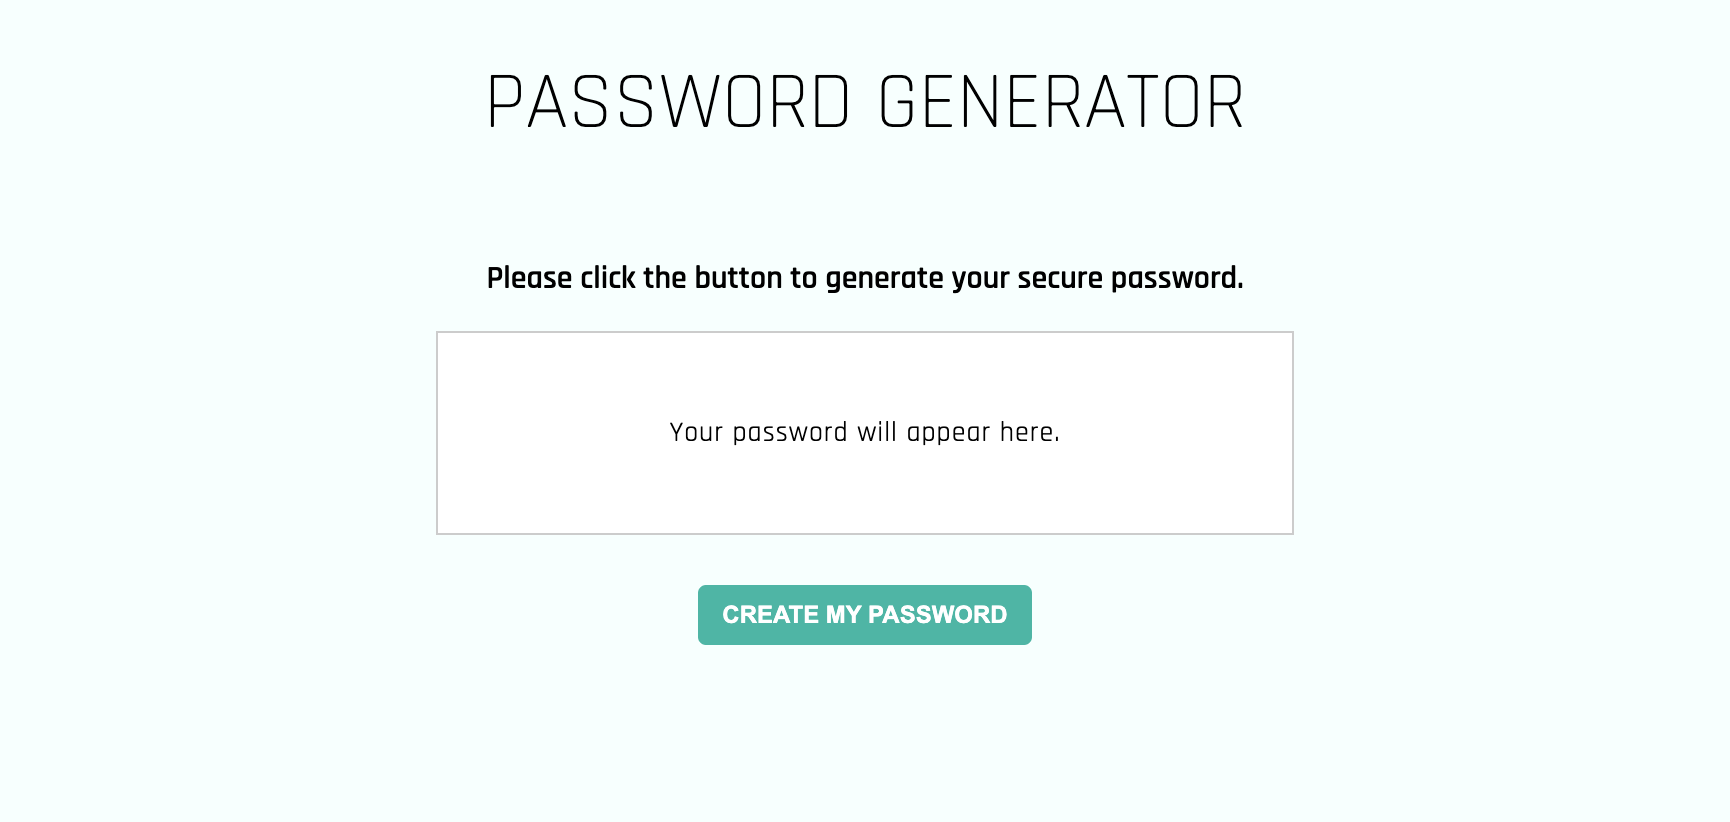 PASSWORD GENERATOR
Please click the button to generate your secure password.
Your password will appear here.
CREATE MY PASSWORD